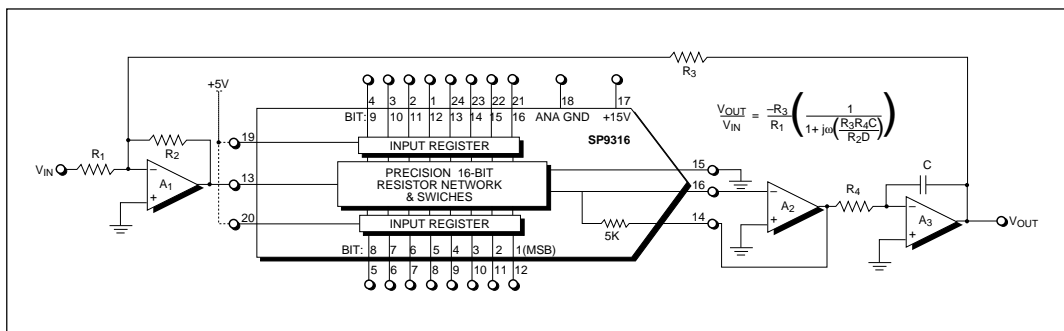 R3
+5V
4 3 2 1 24 23 22 21 18 17
BIT: 9 10 11 12 13 14 15 16 ANA GND +15V
VOUT/VIN = –R3/R1 (1/(1+ jω(R3R4C/R2D)))
SP9316
19
INPUT REGISTER
R2
C
VIN R1
PRECISION 16-BIT
RESISTOR NETWORK
& SWICHES
15
16
13
A1
–
+
R4
A2
–
+
A3
–
+
VOUT
14
5K
20
INPUT REGISTER
BIT: 8 7 6 5 4 3 2 1(MSB)
5 6 7 8 9 10 11 12